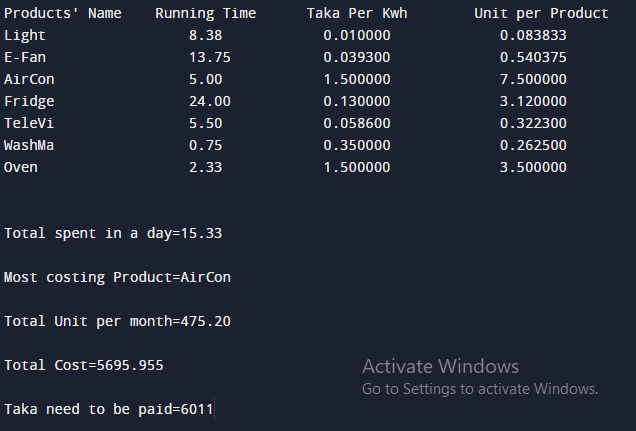 Products' Name    Running Time      Taka Per Kwh        Unit per Product
Light                 8.38            0.010000             0.083833
E-Fan                 13.75           0.039300             0.540375
AirCon                5.00            1.500000             7.500000
Fridge                24.00           0.130000             3.120000
TeleVi                5.50            0.058600             0.322300
WashMa                0.75            0.350000             0.262500
Oven                  2.33            1.500000             3.500000
Total spent in a day=15.33
Most costing Product=AirCon
Total Unit per month=475.20
Total Cost=5695.955
Activate Windows
Go to Settings to activate Windows.
Taka need to be paid=6011